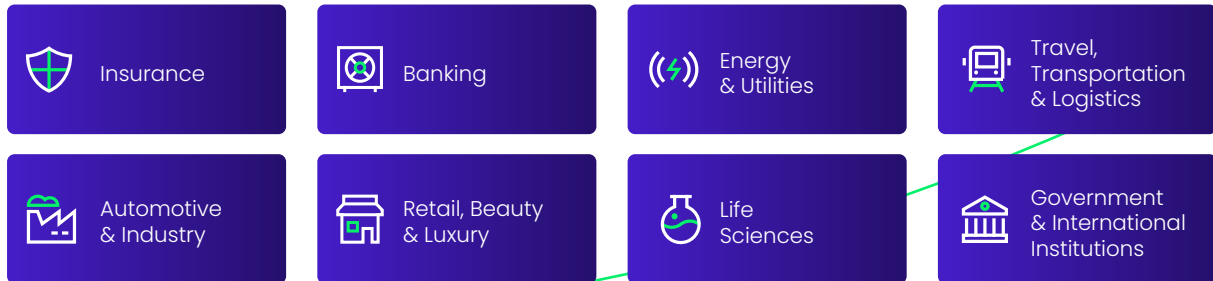 Insurance
Banking
Energy
& Utilities
Travel,
Transportation
& Logistics
Automotive
& Industry
Retail, Beauty
& Luxury
Life
Sciences
Government
& International
Institutions